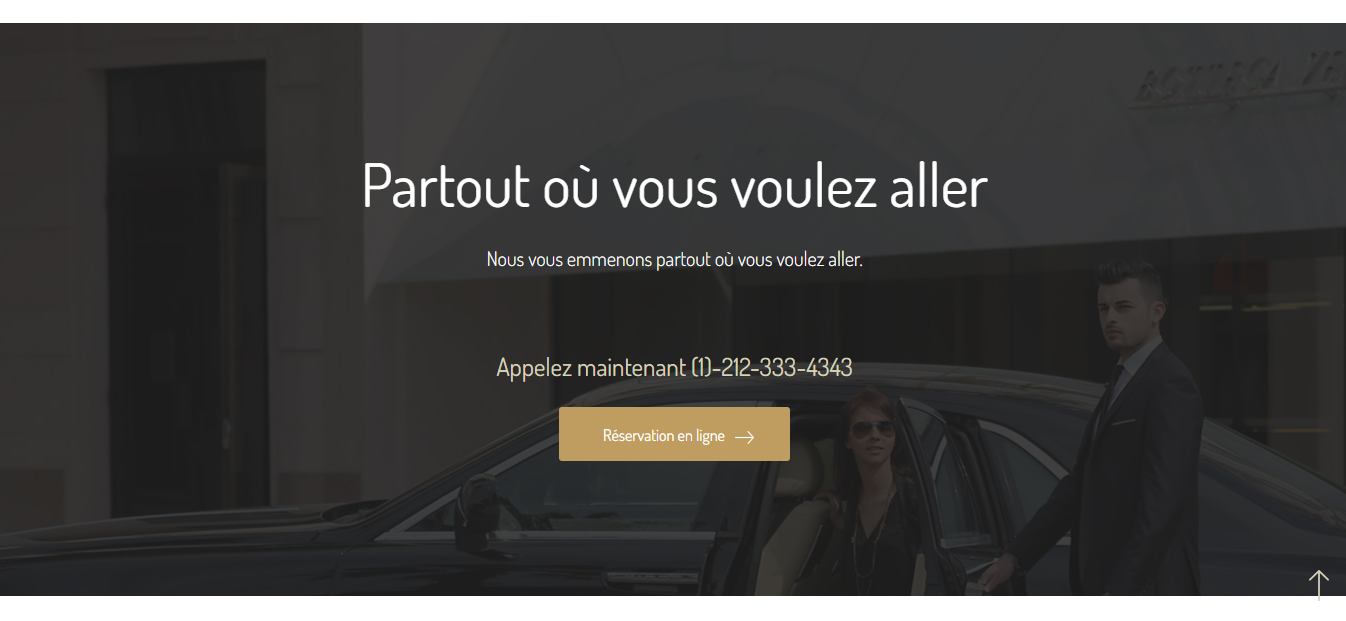 Partout où vous voulez aller
Nous vous emmenons partout où vous voulez aller.
Appelez maintenant (1)-212-333-4343
Réservation en ligne